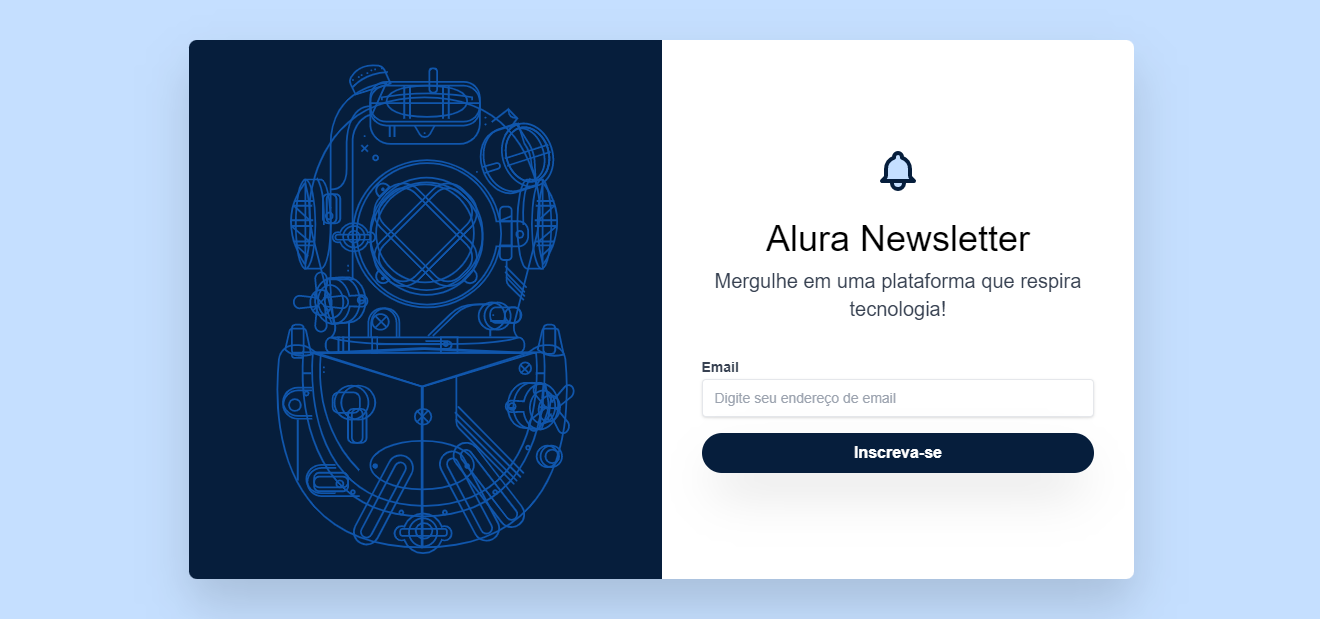 Alura Newsletter
Mergulhe em uma plataforma que respira
tecnologia!
Email
Digite seu endereço de email
Inscreva-se